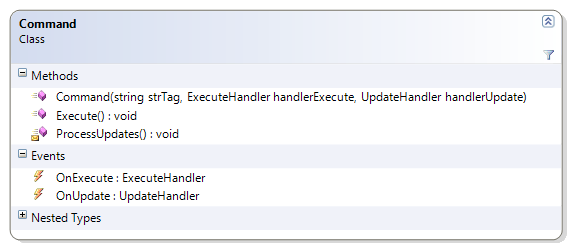 Command
Class
Methods
Command(string strTag, ExecuteHandler handlerExecute, UpdateHandler handlerUpdate)
Execute() : void
ProcessUpdates() : void
Events
OnExecute : ExecuteHandler
OnUpdate : UpdateHandler
Nested Types